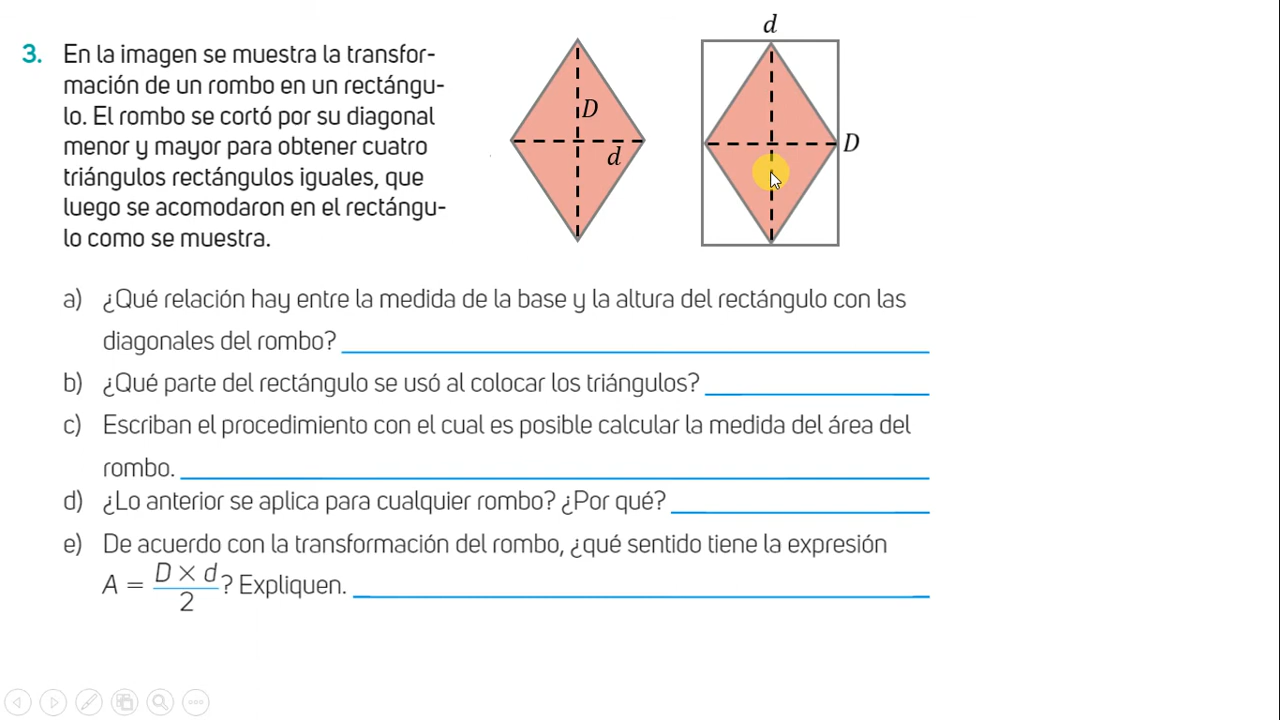 3. En la imagen se muestra la transfor-
mación de un rombo en un rectángu-
lo. El rombo se cortó por su diagonal
menor y mayor para obtener cuatro
triángulos rectángulos iguales, que
luego se acomodaron en el rectángu-
lo como se muestra.
D
d
d
D
a) ¿Qué relación hay entre la medida de la base y la altura del rectángulo con las
diagonales del rombo?
b) ¿Qué parte del rectángulo se usó al colocar los triángulos?
c) Escriban el procedimiento con el cual es posible calcular la medida del área del
rombo.
d) ¿Lo anterior se aplica para cualquier rombo? ¿Por qué?
e) De acuerdo con la transformación del rombo, ¿qué sentido tiene la expresión
A = D × d / 2? Expliquen.